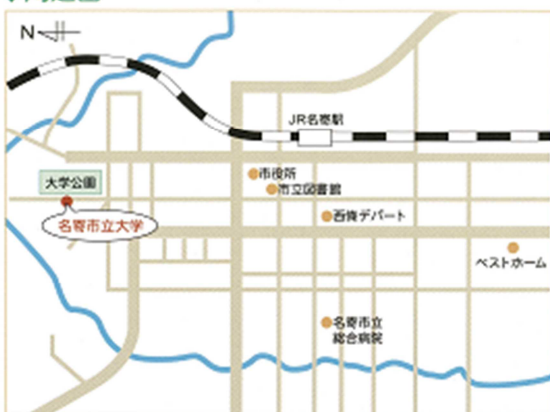 N
JR名寄駅
市役所
大学公園
市立図書館
名寄市立大学
西條デパート
ベストホーム
名寄市立
総合病院